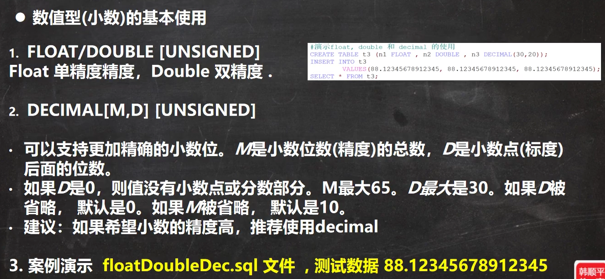 ● 数值型(小数)的基本使用
1. FLOAT/DOUBLE [UNSIGNED]
Float 单精度精度，Double 双精度 .
#演示float, double 和 decimal 的使用
CREATE TABLE t3 (n1 FLOAT , n2 DOUBLE , n3 DECIMAL(30,20));
INSERT INTO t3
VALUES(88.12345678912345, 88.12345678912345, 88.12345678912345);
SELECT * FROM t3;
2. DECIMAL[M,D] [UNSIGNED]
• 可以支持更加精确的小数位。M是小数位数(精度)的总数，D是小数点(标度)
后面的位数。
• 如果D是0，则值没有小数点或分数部分。M最大65。D最大是30。如果D被
省略， 默认是0。如果M被省略， 默认是10。
• 建议：如果希望小数的精度高，推荐使用decimal
3. 案例演示 floatDoubleDec.sql 文件 , 测试数据 88.12345678912345
韩顺平